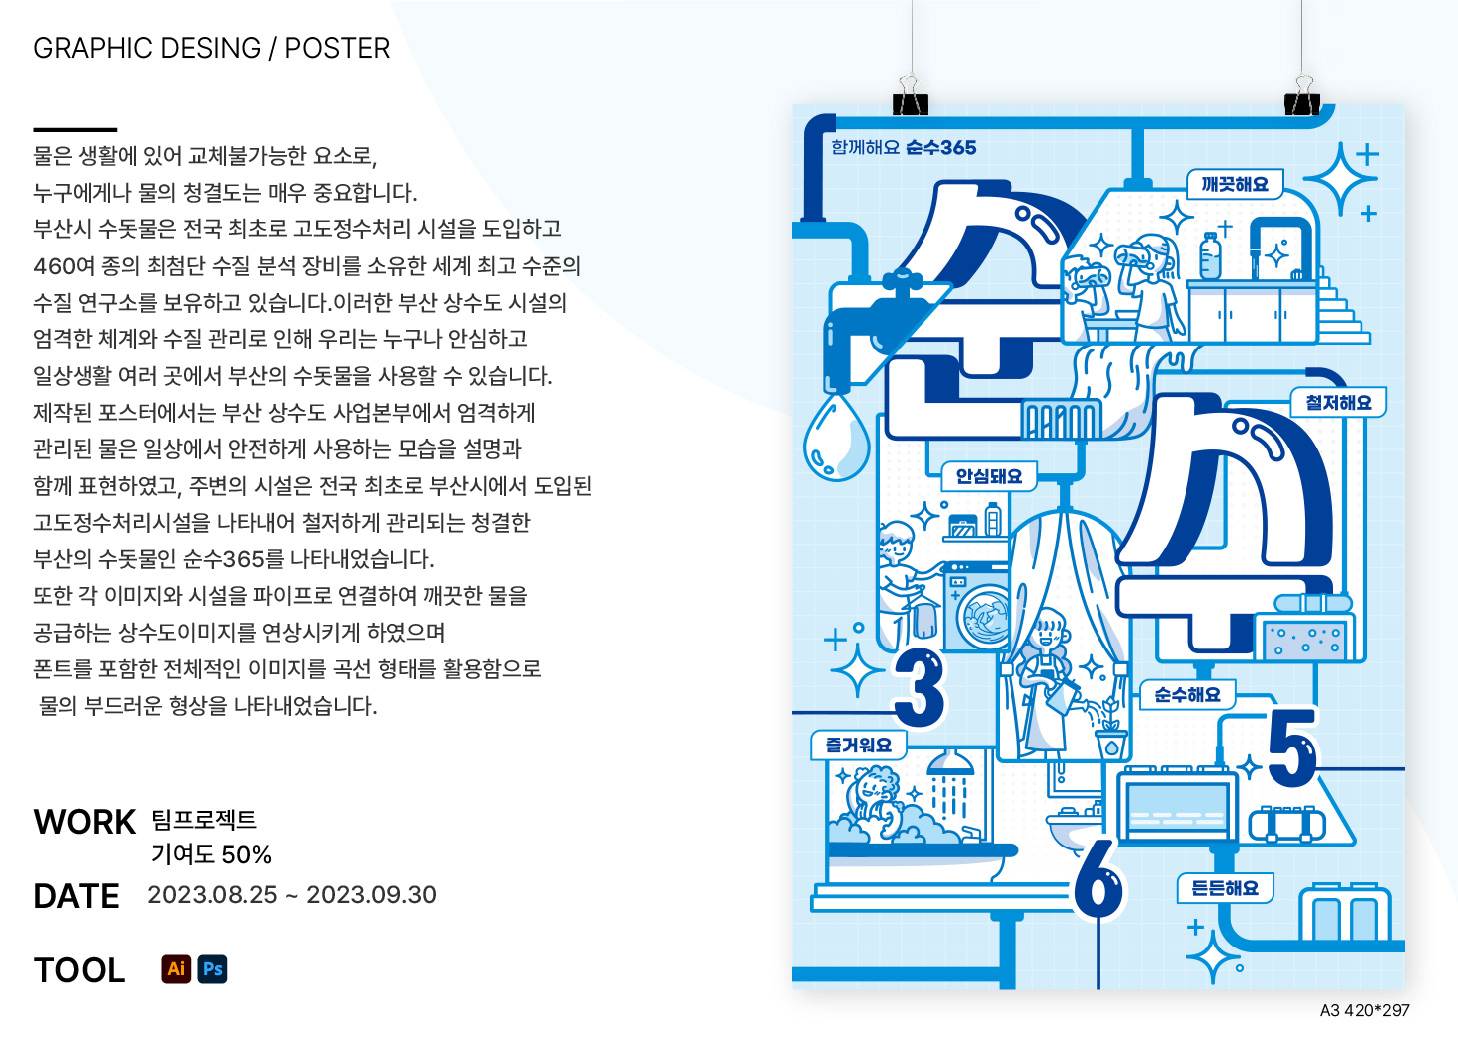 GRAPHIC DESING / POSTER
물은 생활에 있어 교체불가능한 요소로,
누구에게나 물의 청결도는 매우 중요합니다.
부산시 수돗물은 전국 최초로 고도정수처리 시설을 도입하고
460여 종의 최첨단 수질 분석 장비를 소유한 세계 최고 수준의
수질 연구소를 보유하고 있습니다.이러한 부산 상수도 시설의
엄격한 체계와 수질 관리로 인해 우리는 누구나 안심하고
일상생활 여러 곳에서 부산의 수돗물을 사용할 수 있습니다.
제작된 포스터에서는 부산 상수도 사업본부에서 엄격하게
관리된 물은 일상에서 안전하게 사용하는 모습을 설명과
함께 표현하였고, 주변의 시설은 전국 최초로 부산시에서 도입된
고도정수처리시설을 나타내어 철저하게 관리되는 청결한
부산의 수돗물인 순수365를 나타내었습니다.
또한 각 이미지와 시설을 파이프로 연결하여 깨끗한 물을
공급하는 상수도이미지를 연상시키게 하였으며
폰트를 포함한 전체적인 이미지를 곡선 형태를 활용함으로
물의 부드러운 형상을 나타내었습니다.
WORK 팀프로젝트
기여도 50%
DATE 2023.08.25 ~ 2023.09.30
TOOL Ai Ps
함께해요 순수365
깨끗해요
순
철저해요
수
안심돼요
3
순수해요
5
즐거워요
6
든든해요
A3 420*297